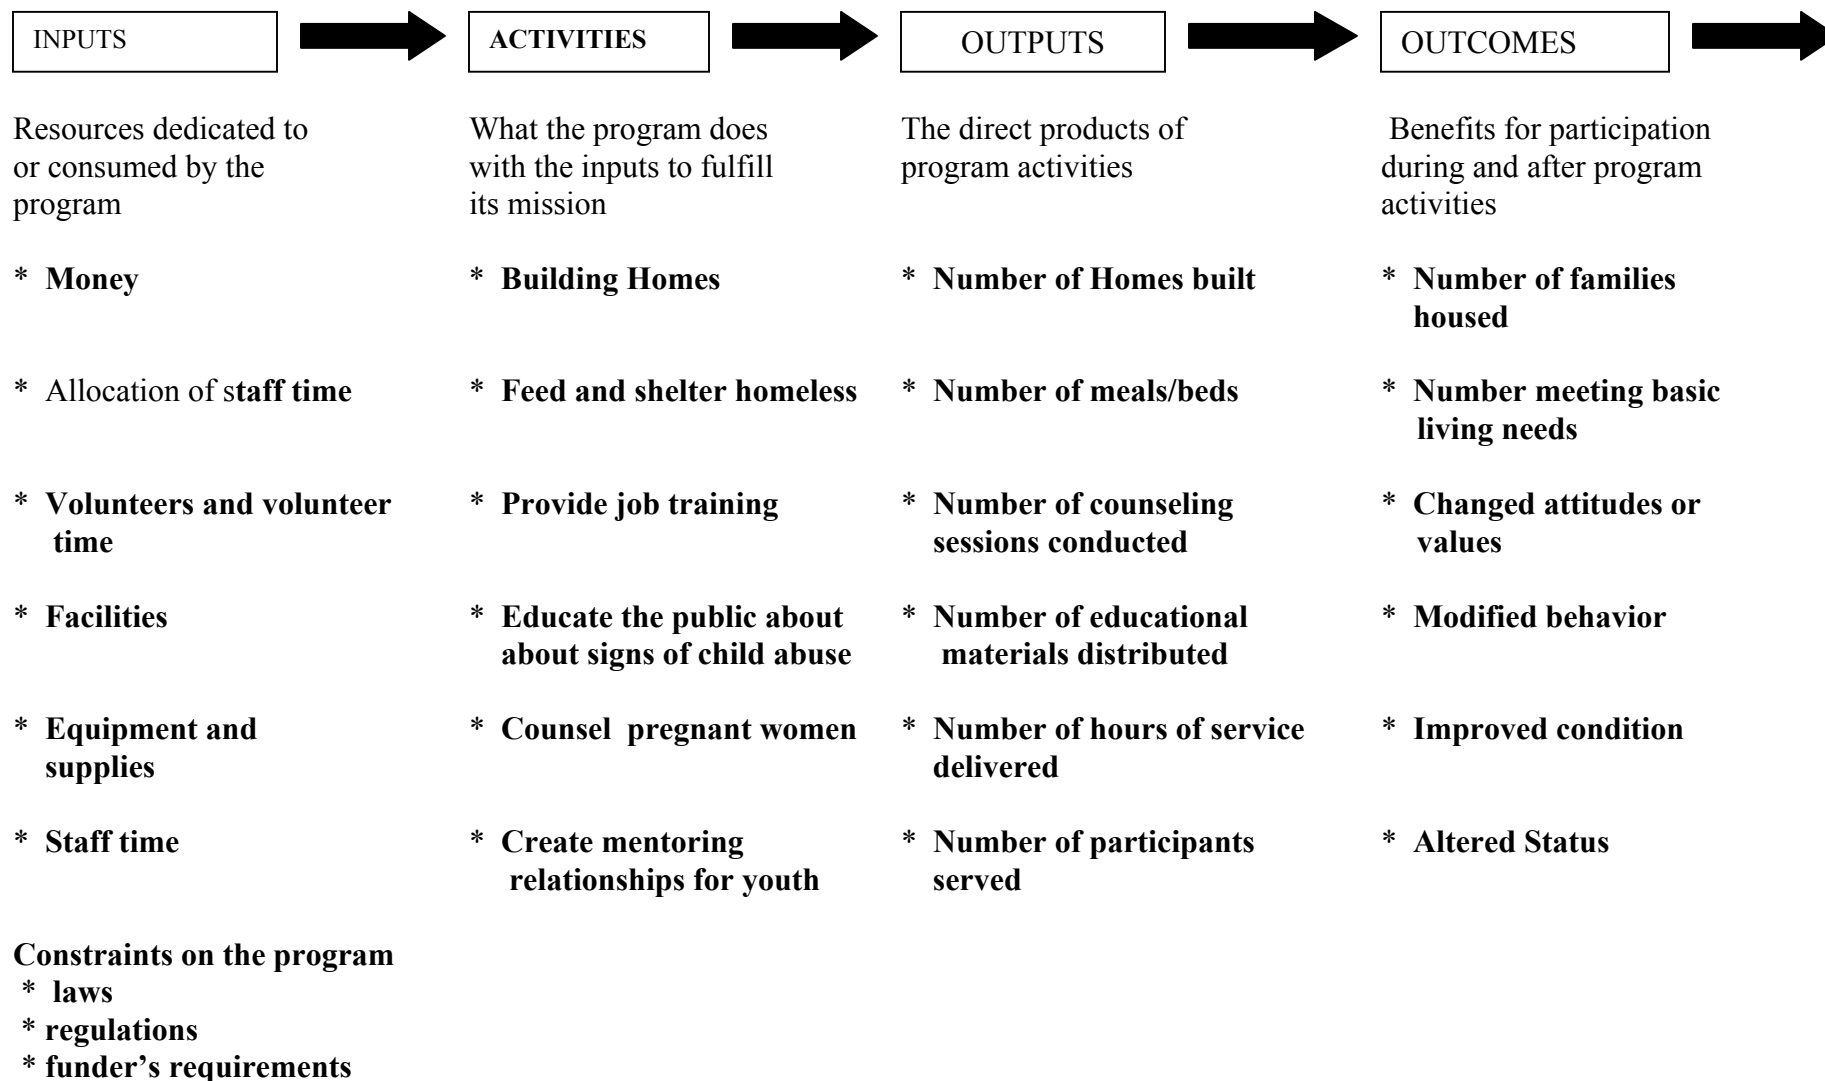 INPUTS
ACTIVITIES
OUTPUTS
OUTCOMES
Resources dedicated to
or consumed by the
program
* Money
* Allocation of staff time
* Volunteers and volunteer
time
* Facilities
* Equipment and
supplies
* Staff time
Constraints on the program
* laws
* regulations
* funder’s requirements
What the program does
with the inputs to fulfill
its mission
* Building Homes
* Feed and shelter homeless
* Provide job training
* Educate the public about
about signs of child abuse
* Counsel pregnant women
* Create mentoring
relationships for youth
The direct products of
program activities
* Number of Homes built
* Number of meals/beds
* Number of counseling
sessions conducted
* Number of educational
materials distributed
* Number of hours of service
delivered
* Number of participants
served
Benefits for participation
during and after program
activities
* Number of families
housed
* Number meeting basic
living needs
* Changed attitudes or
values
* Modified behavior
* Improved condition
* Altered Status